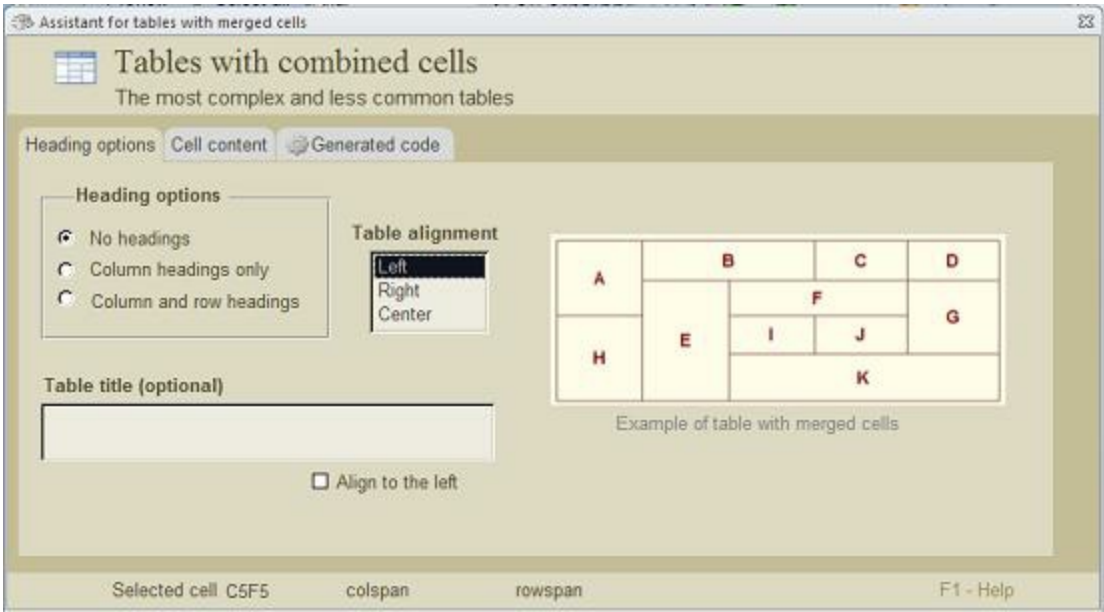 Assistant for tables with merged cells
Tables with combined cells
The most complex and less common tables
Heading options Cell content Generated code
Heading options
No headings
Column headings only
Column and row headings
Table alignment
Left
Right
Center
A B C D
F
E I J G
H K
Example of table with merged cells
Table title (optional)
Align to the left
Selected cell C5F5 colspan rowspan F1 - Help